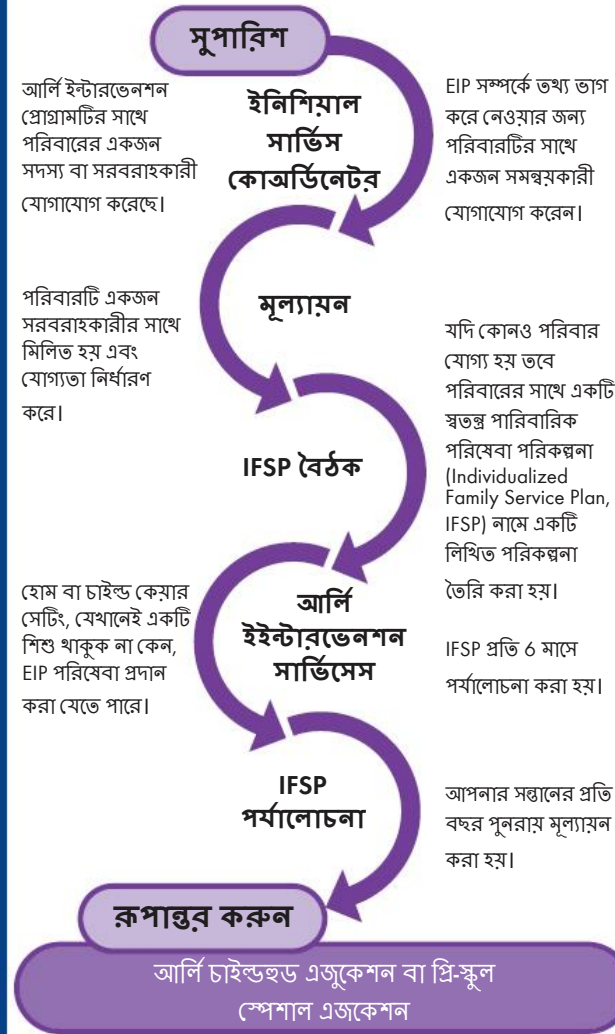 সুপারিশ
আর্লি ইন্টারভেনশন
প্রোগ্রামটির সাথে
পরিবারের একজন
সদস্য বা সরবরাহকারী
যোগাযোগ করেছে।
ইনিশিয়াল
সার্ভিস
কোঅর্ডিনেটর
EIP সম্পর্কে তথ্য ভাগ
করে নেওয়ার জন্য
পরিবারটির সাথে
একজন সমন্বয়কারী
যোগাযোগ করেন।
পরিবারটি একজন
সরবরাহকারীর সাথে
মিলিত হয় এবং
যোগ্যতা নির্ধারণ
করে।
মূল্যায়ন
যদি কোনও পরিবার
যোগ্য হয় তবে
পরিবারের সাথে একটি
স্বতন্ত্র পারিবারিক
পরিষেবা পরিকল্পনা
(Individualized
Family Service Plan,
IFSP) নামে একটি
লিখিত পরিকল্পনা
তৈরি করা হয়।
IFSP বৈঠক
হোম বা চাইল্ড কেয়ার
সেটিং, যেখানেই একটি
শিশু থাকুক না কেন,
EIP পরিষেবা প্রদান
করা যেতে পারে।
আর্লি
ইইন্টারভেনশন
সার্ভিসেস
IFSP প্রতি 6 মাসে
পর্যালোচনা করা হয়।
IFSP
পর্যালোচনা
আপনার সন্তানের প্রতি
বছর পুনরায় মূল্যায়ন
করা হয়।
রূপান্তর করুন
আর্লি চাইল্ডহুড এজুকেশন বা প্রি-স্কুল
স্পেশাল এজকেশন